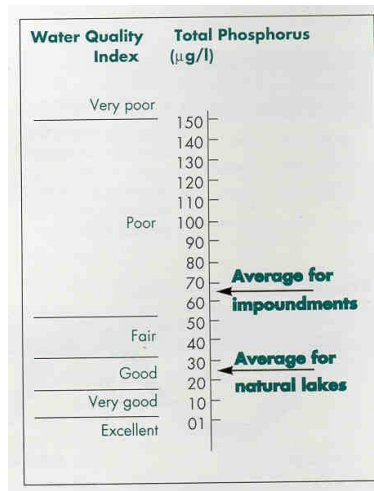 Water Quality Index
Total Phosphorus (µg/l)
Very poor
150
140
130
120
110
Poor
100
90
80
70
Average for
impoundments
60
50
Fair
40
30
Average for
natural lakes
Good
20
Very good
10
Excellent
01